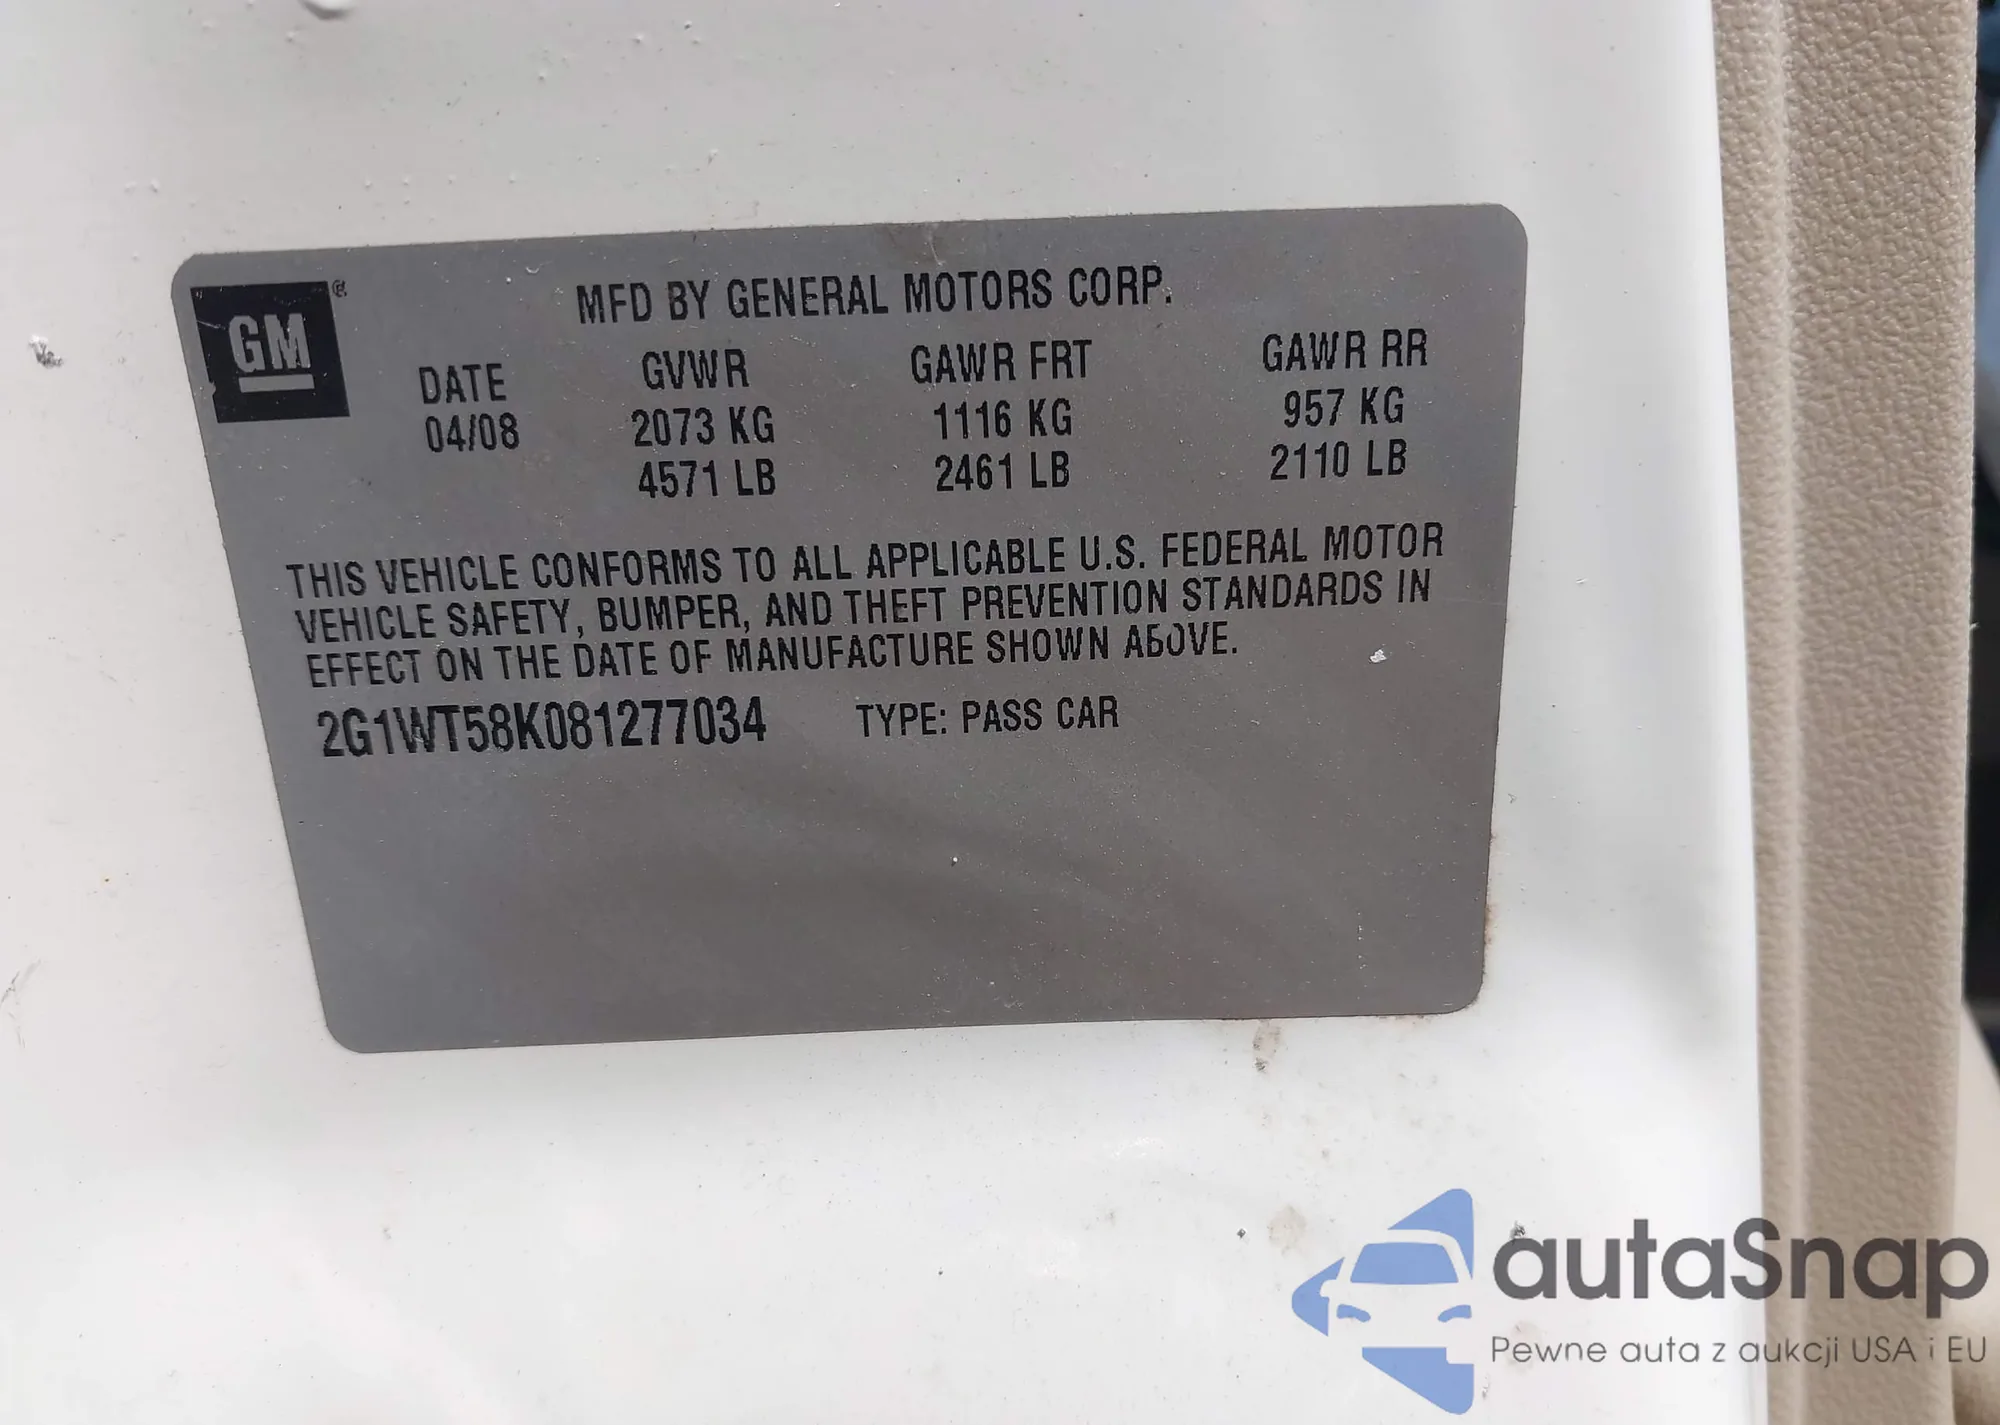 GM
MFD BY GENERAL MOTORS CORP.
DATE GVWR GAWR FRT GAWR RR
04/08 2073 KG 1116 KG 957 KG
4571 LB 2461 LB 2110 LB
THIS VEHICLE CONFORMS TO ALL APPLICABLE U.S. FEDERAL MOTOR
VEHICLE SAFETY, BUMPER, AND THEFT PREVENTION STANDARDS IN
EFFECT ON THE DATE OF MANUFACTURE SHOWN ABOVE.
2G1WT58K081277034 TYPE: PASS CAR
autaSnap
Pewne auta z aukcji USA i EU